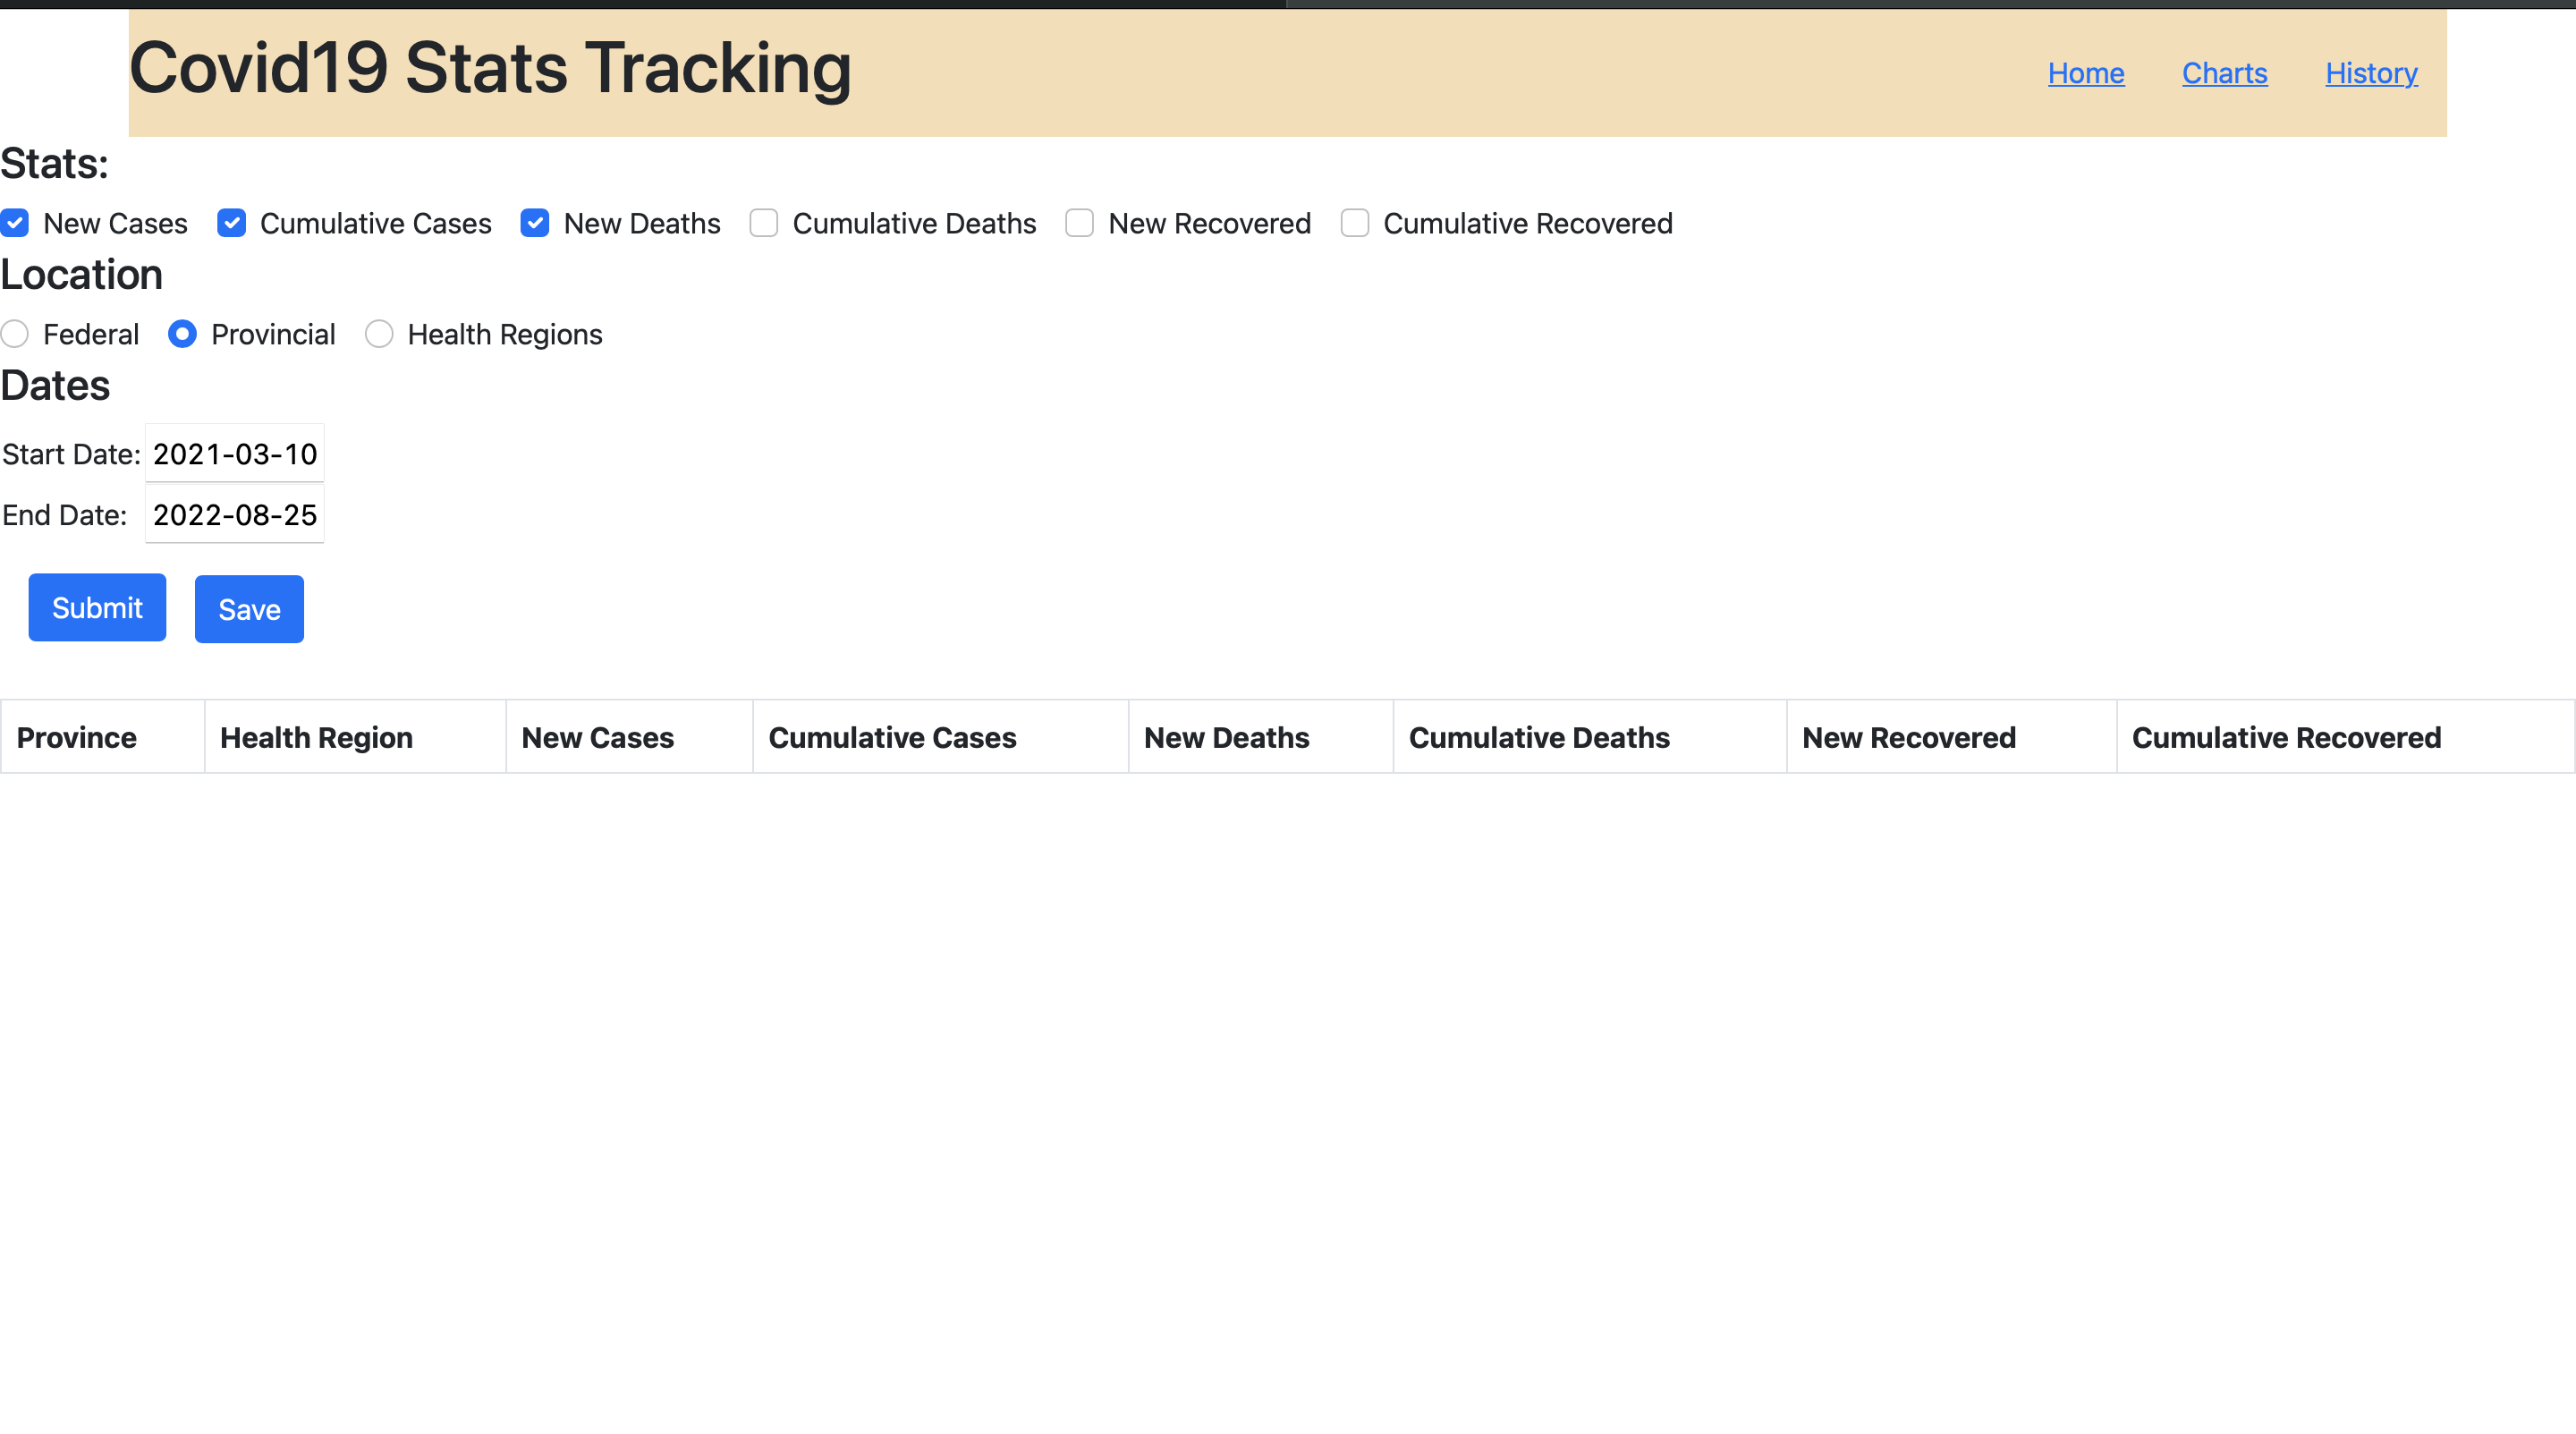 Covid19 Stats Tracking Home Charts History
Stats:
New Cases Cumulative Cases New Deaths Cumulative Deaths New Recovered Cumulative Recovered
Location
Federal Provincial Health Regions
Dates
Start Date: 2021-03-10
End Date: 2022-08-25
Submit Save
Province Health Region New Cases Cumulative Cases New Deaths Cumulative Deaths New Recovered Cumulative Recovered